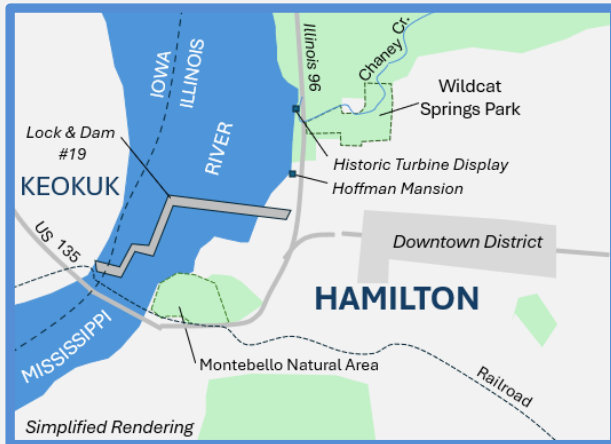 IOWA
ILLINOIS
Illinois 96
Chaney Cr.
Wildcat
Springs Park
Lock & Dam
#19
RIVER
Historic Turbine Display
KEOKUK
Hoffman Mansion
US 135
Downtown District
HAMILTON
MISSISSIPPI
Montebello Natural Area
Railroad
Simplified Rendering